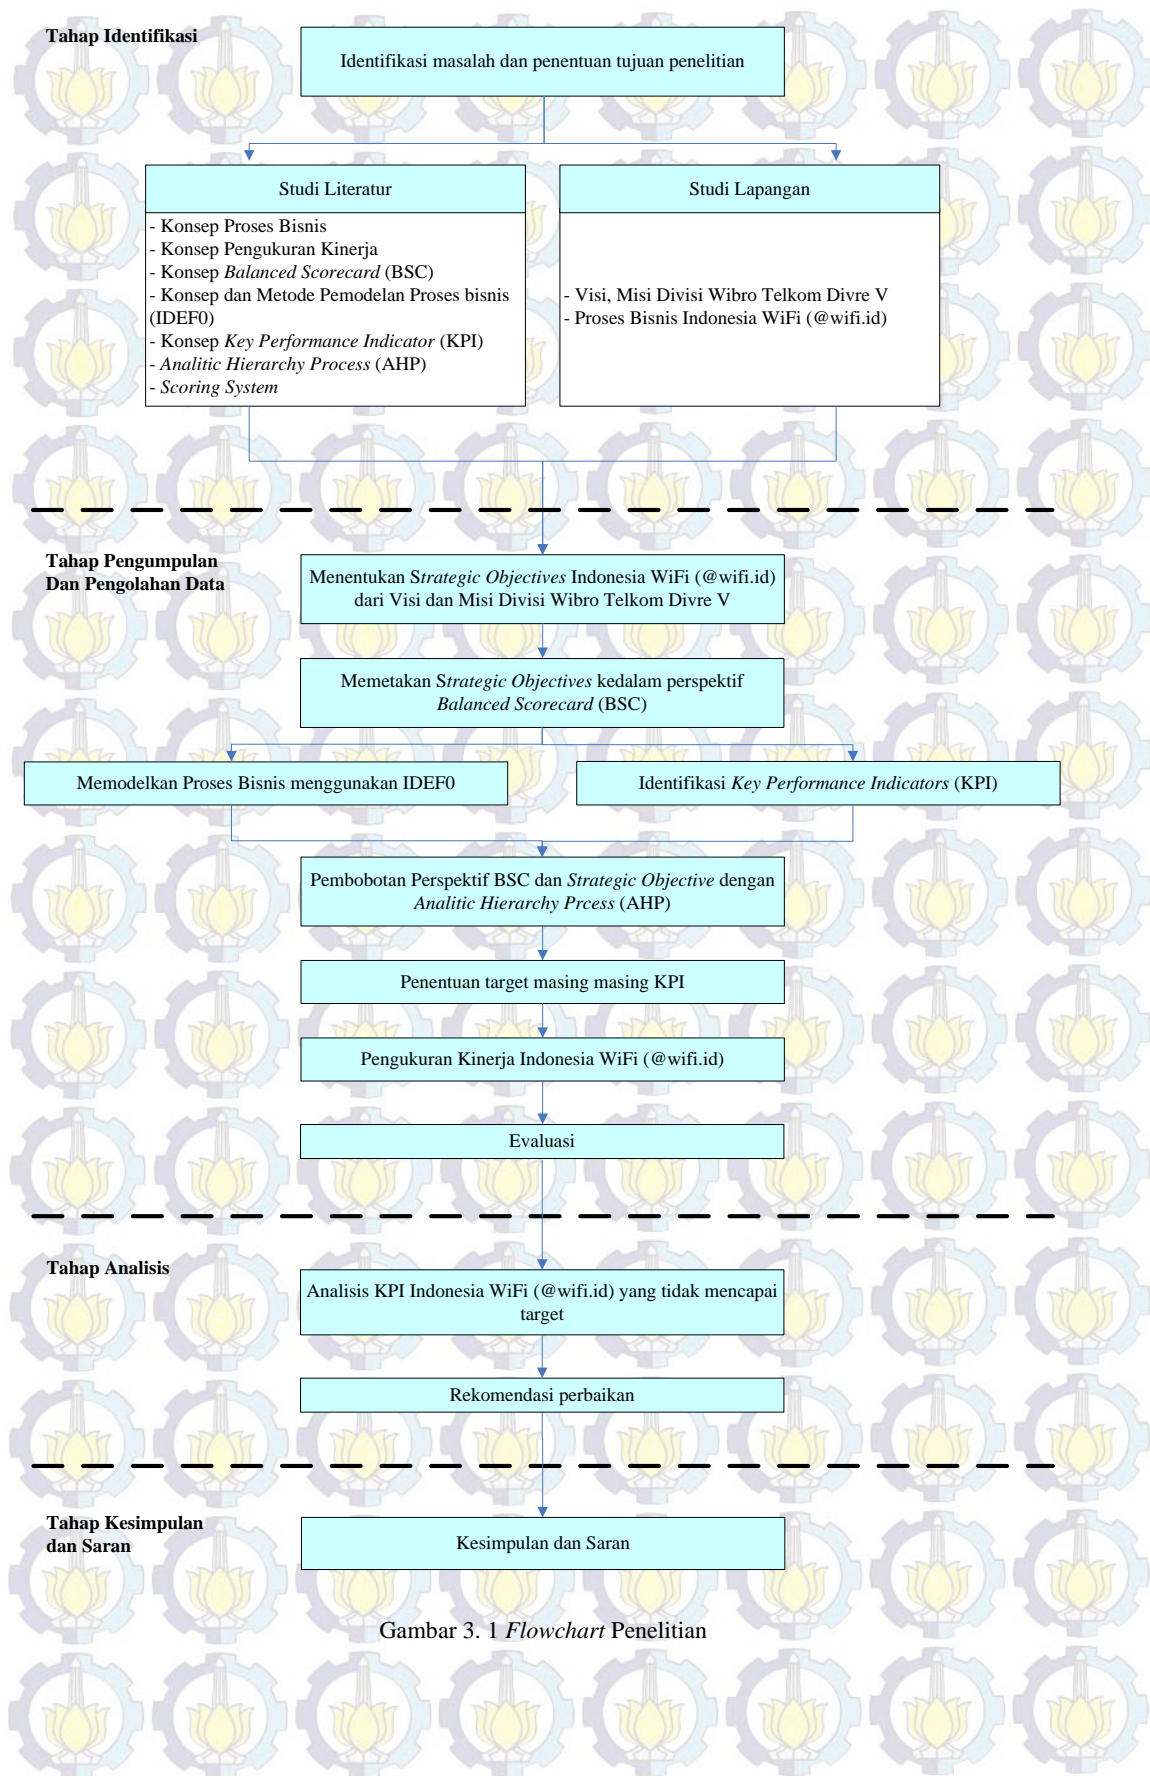 Tahap Identifikasi
Identifikasi masalah dan penentuan tujuan penelitian
Studi Literatur
- Konsep Proses Bisnis
- Konsep Pengukuran Kinerja
- Konsep Balanced Scorecard (BSC)
- Konsep dan Metode Pemodelan Proses bisnis
(IDEF0)
- Konsep Key Performance Indicator (KPI)
- Analitic Hierarchy Process (AHP)
- Scoring System
Studi Lapangan
- Visi, Misi Divisi Wibro Telkom Divre V
- Proses Bisnis Indonesia WiFi (@wifi.id)
Tahap Pengumpulan
Dan Pengolahan Data
Menentukan Strategic Objectives Indonesia WiFi (@wifi.id)
dari Visi dan Misi Divisi Wibro Telkom Divre V
Memetakan Strategic Objectives kedalam perspektif
Balanced Scorecard (BSC)
Memodelkan Proses Bisnis menggunakan IDEF0
Identifikasi Key Performance Indicators (KPI)
Pembobotan Perspektif BSC dan Strategic Objective dengan
Analitic Hierarchy Prcess (AHP)
Penentuan target masing masing KPI
Pengukuran Kinerja Indonesia WiFi (@wifi.id)
Evaluasi
Tahap Analisis
Analisis KPI Indonesia WiFi (@wifi.id) yang tidak mencapai
target
Rekomendasi perbaikan
Tahap Kesimpulan
dan Saran
Kesimpulan dan Saran
Gambar 3. 1 Flowchart Penelitian